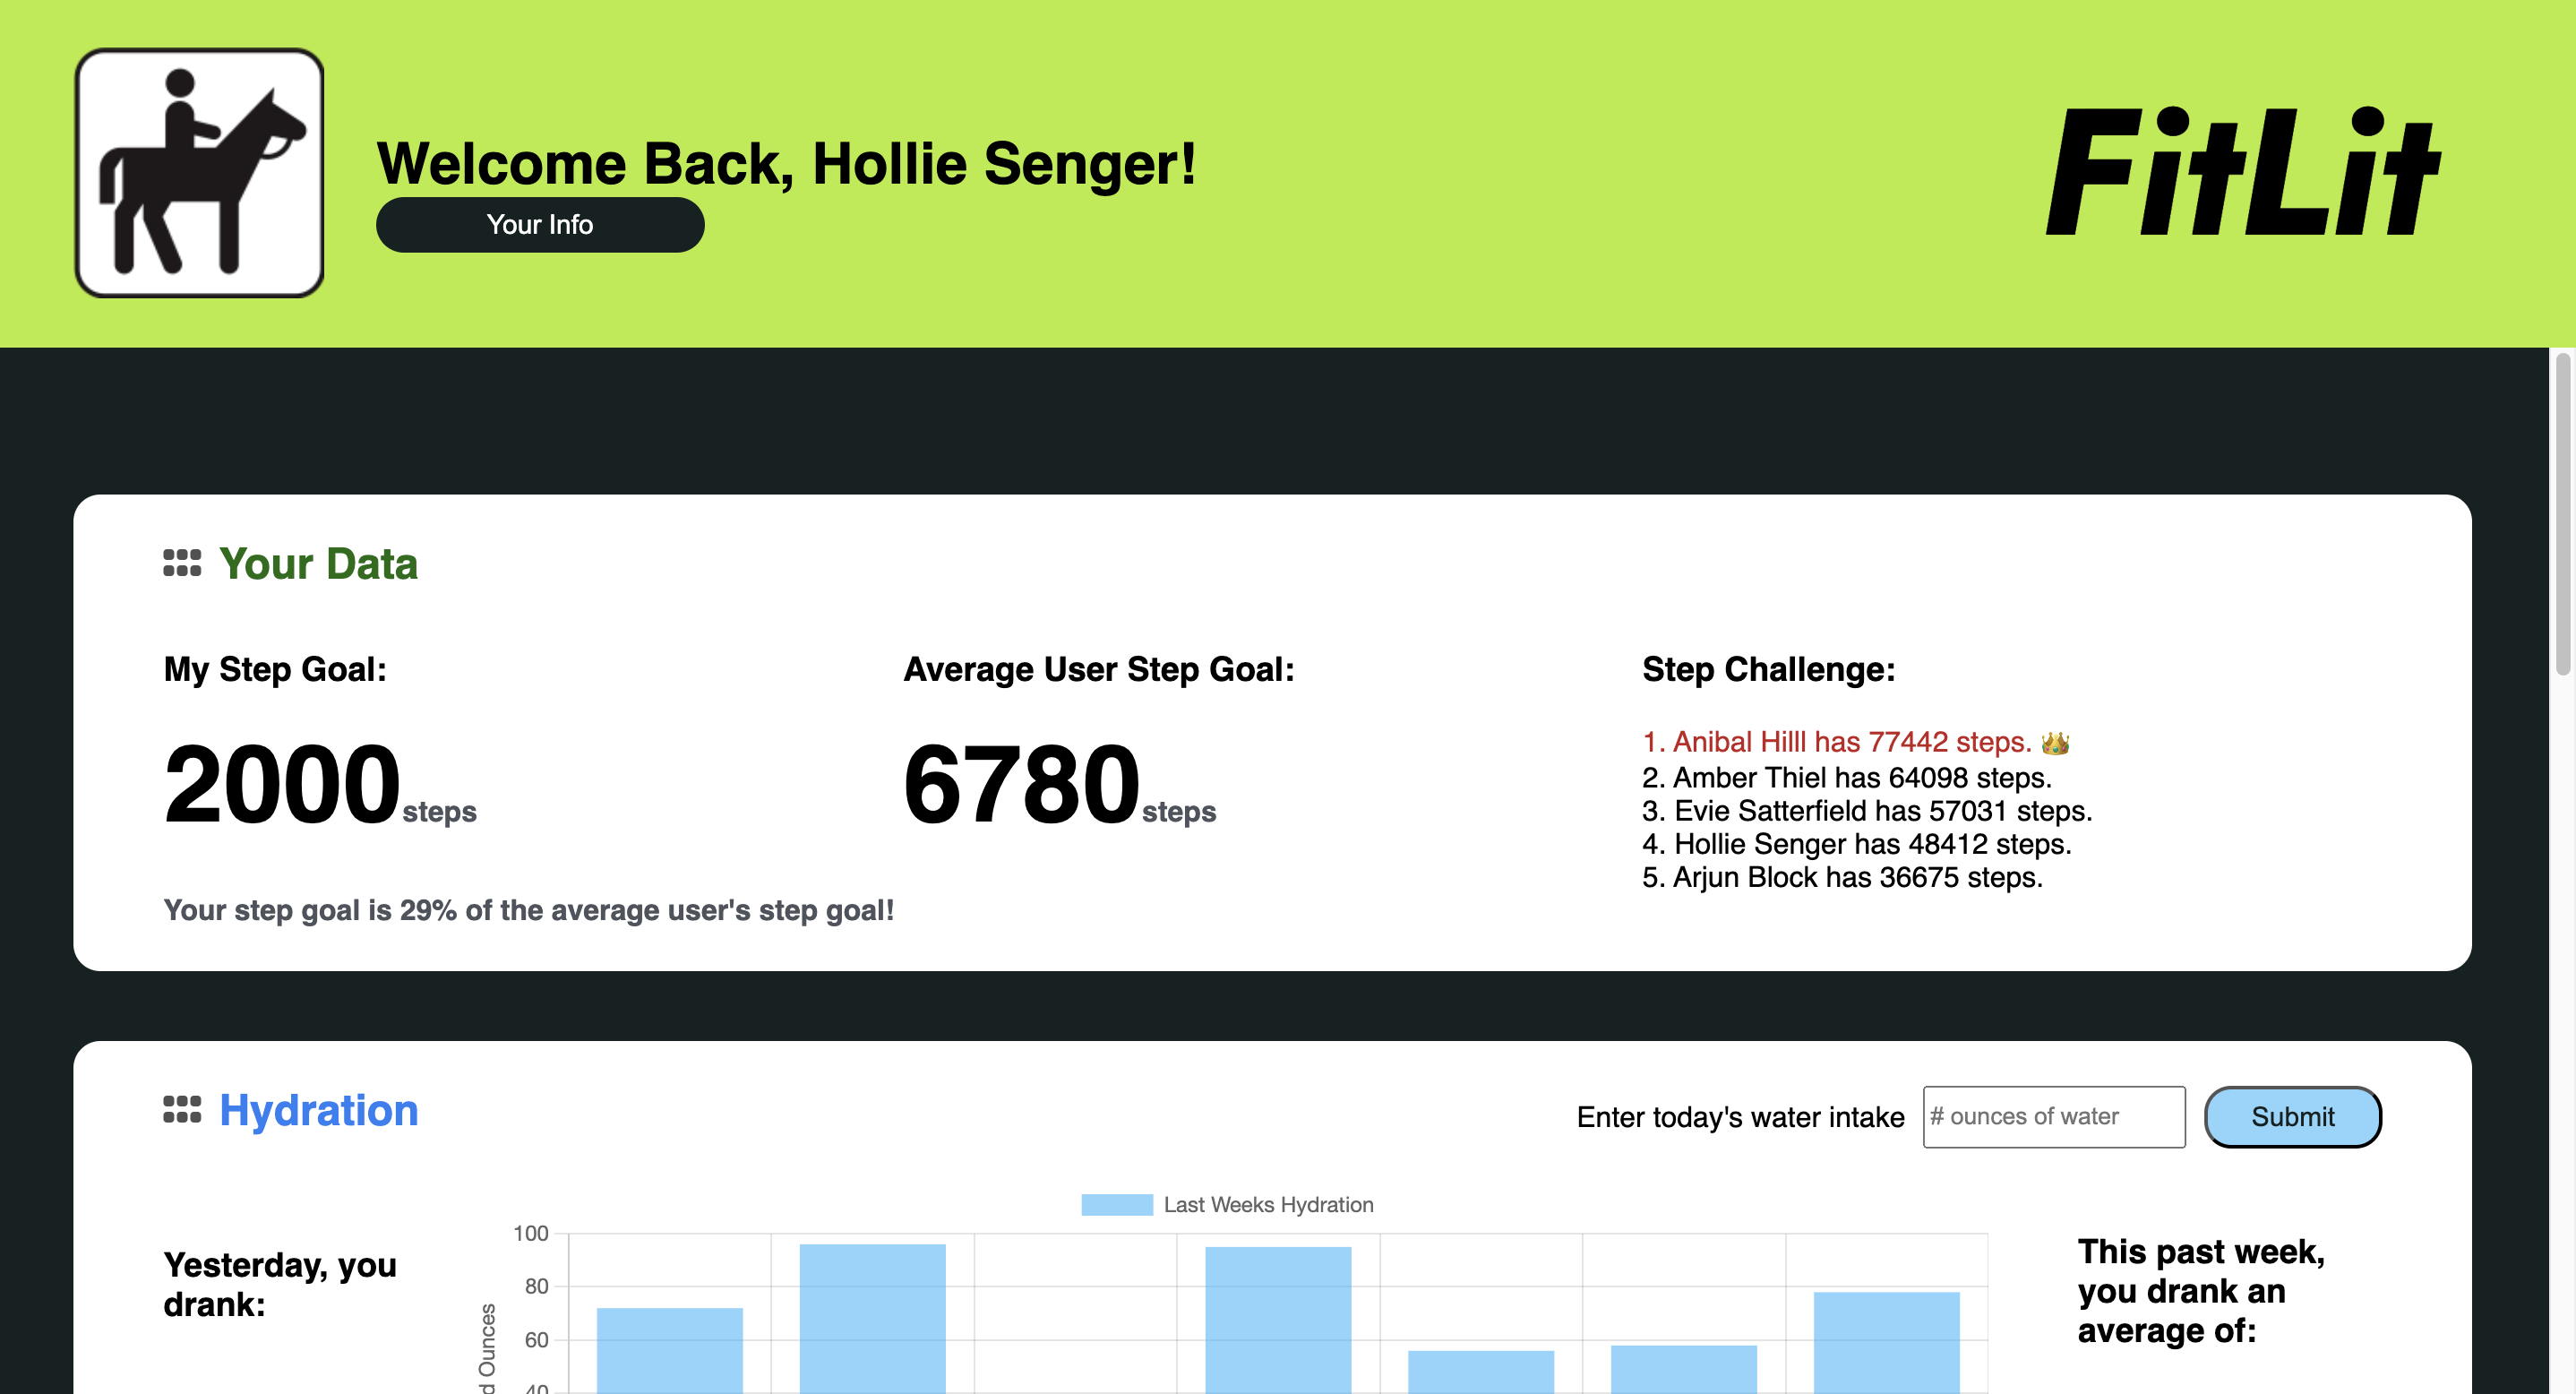 Welcome Back, Hollie Senger!
Your Info
FitLit
Your Data
My Step Goal:
2000 steps
Your step goal is 29% of the average user's step goal!
Average User Step Goal:
6780 steps
Step Challenge:
1. Anibal Hilll has 77442 steps. 👑
2. Amber Thiel has 64098 steps.
3. Evie Satterfield has 57031 steps.
4. Hollie Senger has 48412 steps.
5. Arjun Block has 36675 steps.
Hydration
Enter today's water intake
# ounces of water
Submit
Yesterday, you
drank:
Last Weeks Hydration
100
80
60
40
Ounces
This past week,
you drank an
average of: